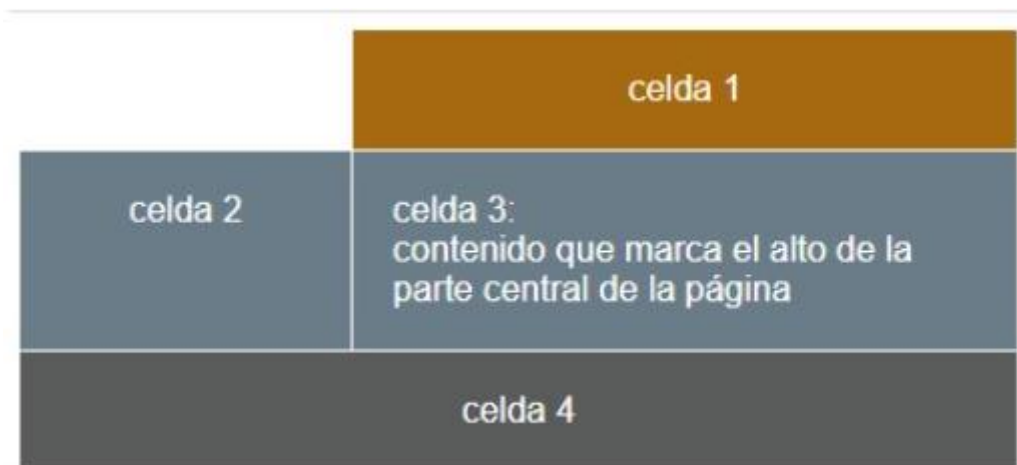 celda 1
celda 2
celda 3:
contenido que marca el alto de la
parte central de la página
celda 4